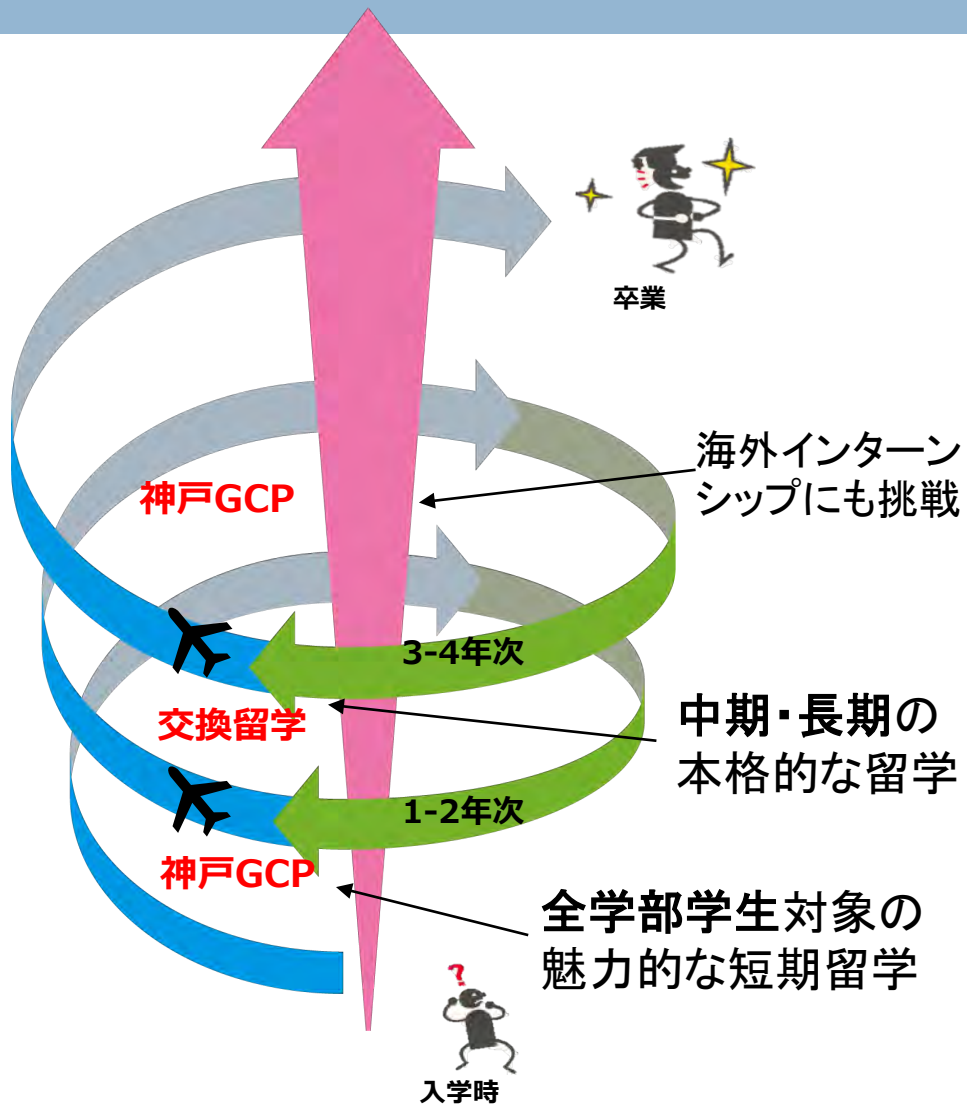 卒業
海外インターン
シップにも挑戦
神戸GCP
3-4年次
中期・長期の
本格的な留学
交換留学
1-2年次
神戸GCP
全学部学生対象の
魅力的な短期留学
?
入学時